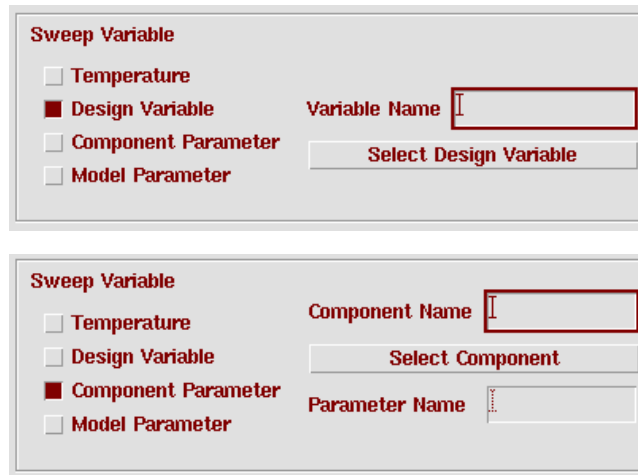 Sweep Variable
Temperature
Design Variable
Variable Name
Component Parameter
Select Design Variable
Model Parameter
Sweep Variable
Component Name
Temperature
Design Variable
Select Component
Component Parameter
Parameter Name
Model Parameter